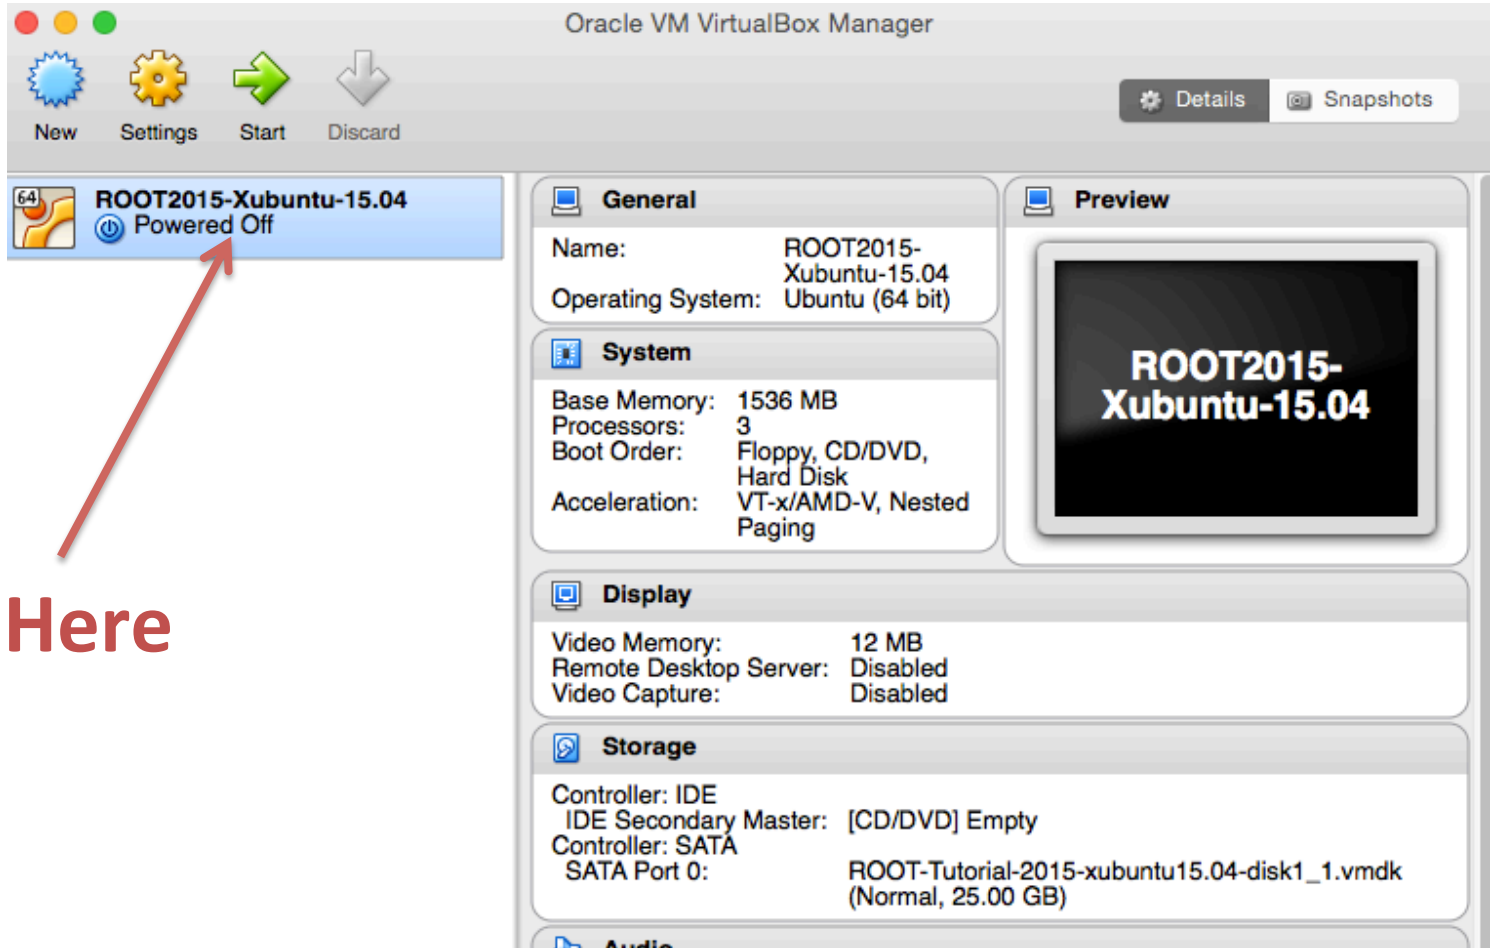 Oracle VM VirtualBox Manager
New Settings Start Discard
Details Snapshots
64
ROOT2015-Xubuntu-15.04
Powered Off
Here
General
Name: ROOT2015-
Xubuntu-15.04
Operating System: Ubuntu (64 bit)
Preview
ROOT2015-
Xubuntu-15.04
System
Base Memory: 1536 MB
Processors: 3
Boot Order: Floppy, CD/DVD,
Hard Disk
Acceleration: VT-x/AMD-V, Nested
Paging
Display
Video Memory: 12 MB
Remote Desktop Server: Disabled
Video Capture: Disabled
Storage
Controller: IDE
IDE Secondary Master: [CD/DVD] Empty
Controller: SATA
SATA Port 0: ROOT-Tutorial-2015-xubuntu15.04-disk1_1.vmdk
(Normal, 25.00 GB)
Audio